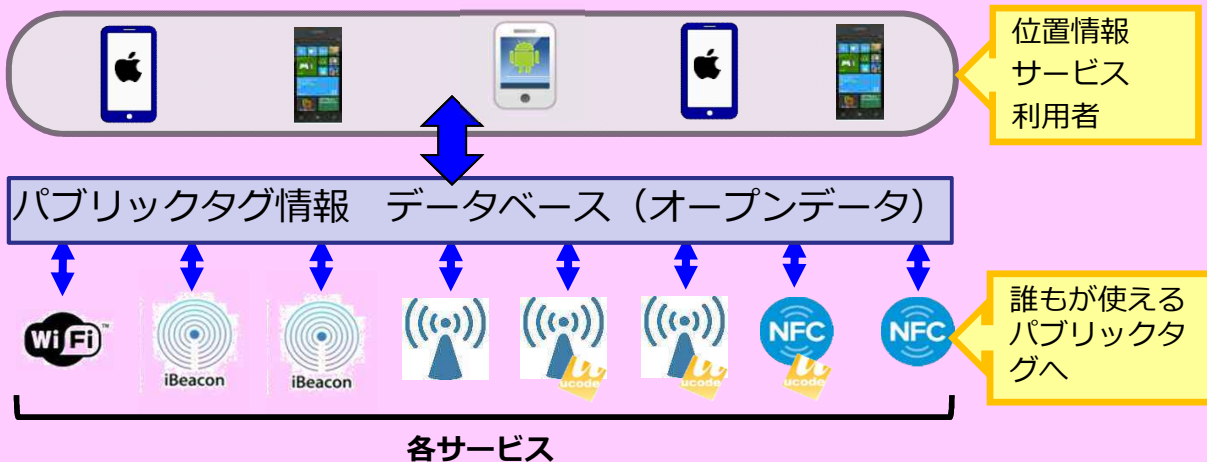 位置情報
サービス
利用者
パブリックタグ情報　データベース（オープンデータ）
Wi Fi™
iBeacon
iBeacon
u
ucode
u
ucode
NFC
u
ucode
NFC
誰もが使える
パブリックタ
グへ
各サービス